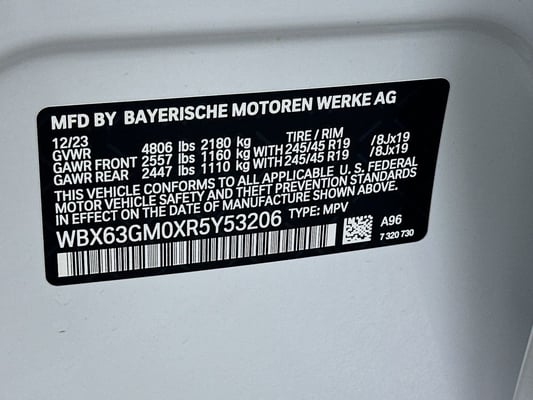 MFD BY BAYERISCHE MOTOREN WERKE AG
12/23
GVWR 4806 lbs 2180 kg TIRE / RIM
GAWR FRONT 2557 lbs 1160 kg WITH 245/45 R19 /8Jx19
GAWR REAR 2447 lbs 1110 kg WITH 245/45 R19 /8Jx19
THIS VEHICLE CONFORMS TO ALL APPLICABLE U. S. FEDERAL
MOTOR VEHICLE SAFETY AND THEFT PREVENTION STANDARDS
IN EFFECT ON THE DATE OF MANUFACTURE SHOWN ABOVE.
WBX63GM0XR5Y53206 TYPE: MPV
A96
7 320 730